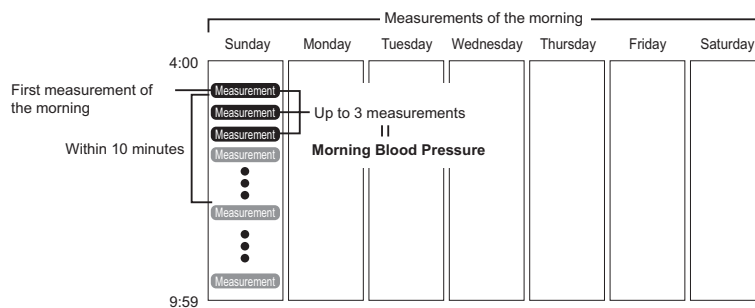 Measurements of the morning
Sunday Monday Tuesday Wednesday Thursday Friday Saturday
4:00
First measurement of
the morning
Measurement
Measurement
Up to 3 measurements
Measurement
=
Within 10 minutes
Measurement
Morning Blood Pressure
Measurement
Measurement
9:59